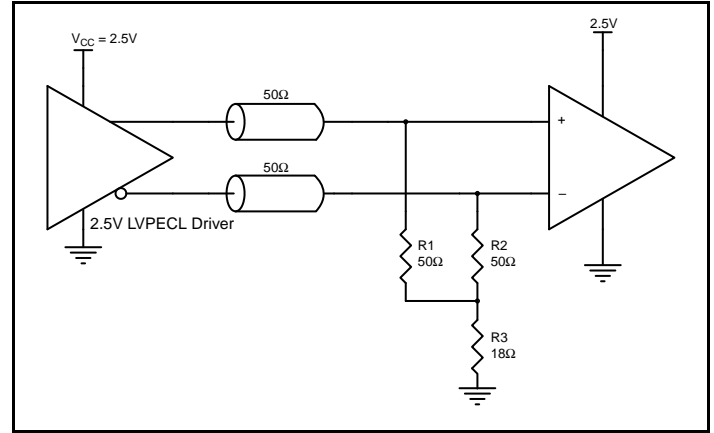 V_CC = 2.5V
2.5V
50Ω
+
50Ω
–
2.5V LVPECL Driver
R1
50Ω
R2
50Ω
R3
18Ω